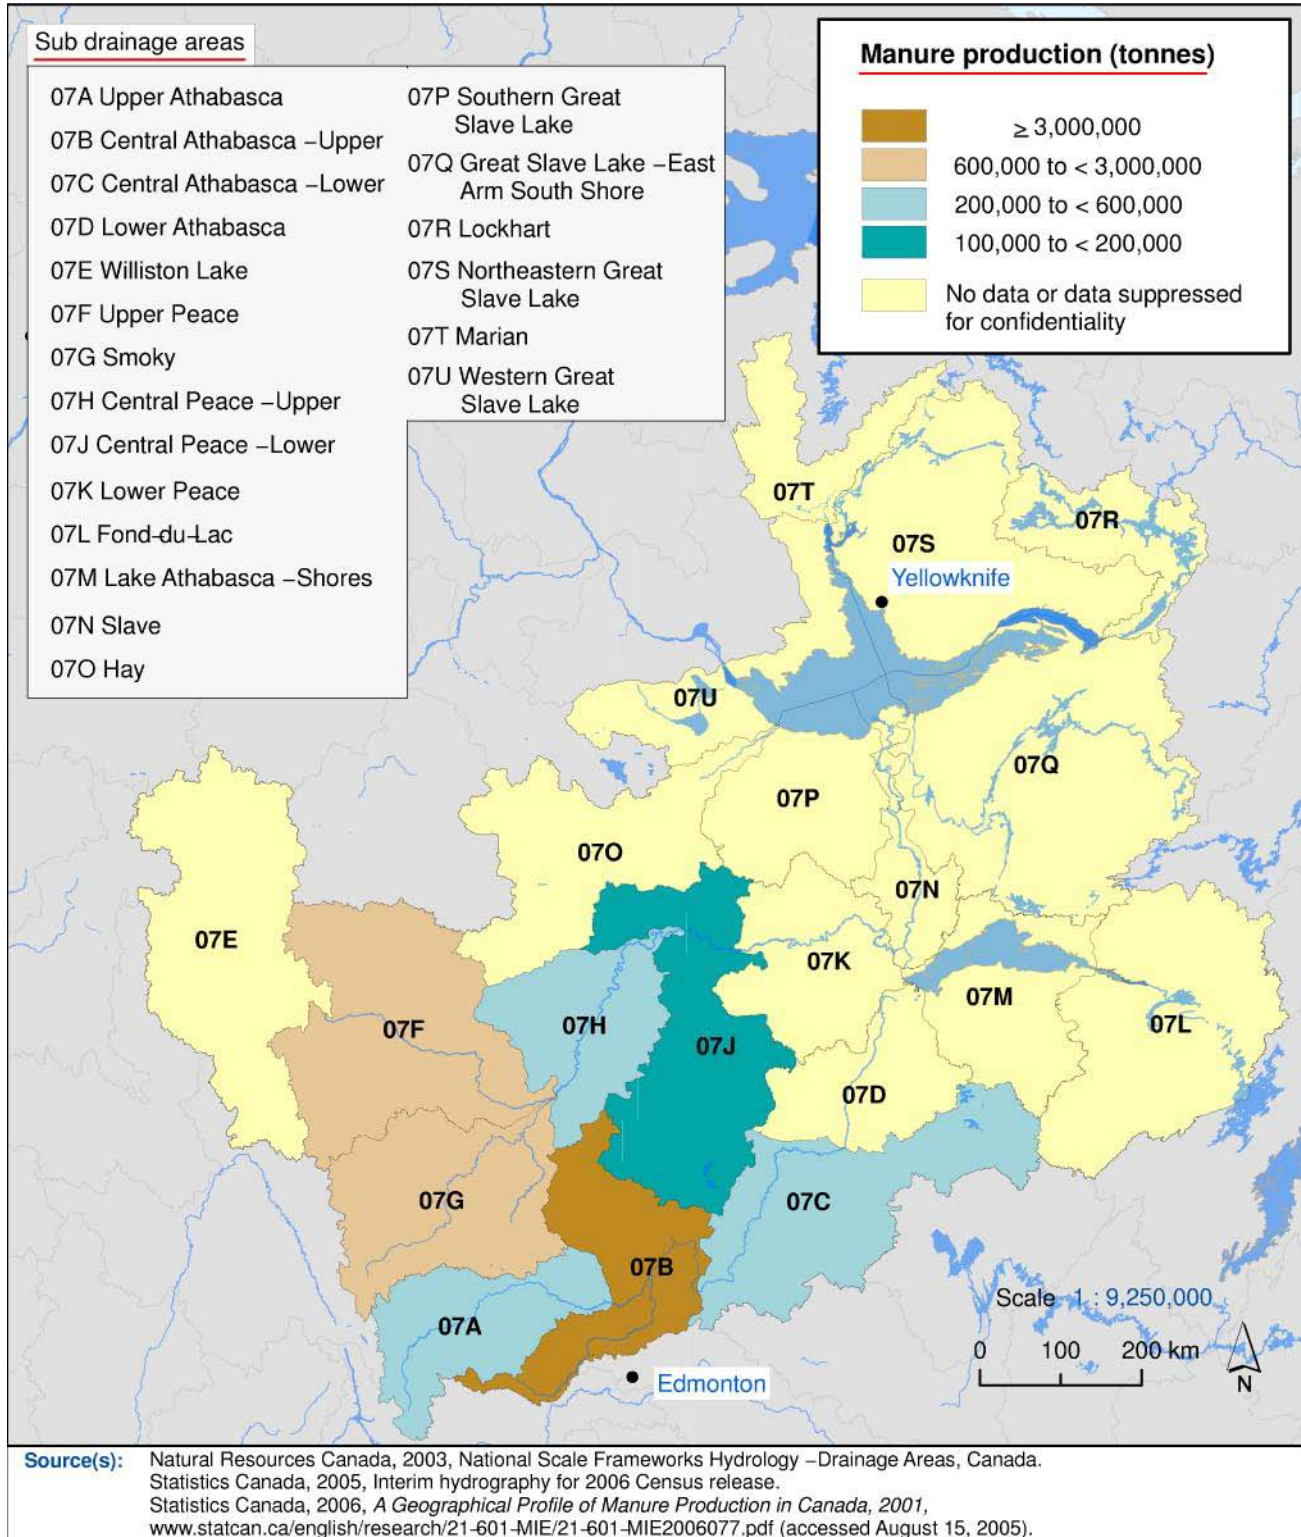 Sub drainage areas
07A Upper Athabasca
07B Central Athabasca –Upper
07C Central Athabasca –Lower
07D Lower Athabasca
07E Williston Lake
07F Upper Peace
07G Smoky
07H Central Peace –Upper
07J Central Peace –Lower
07K Lower Peace
07L Fond–du–Lac
07M Lake Athabasca –Shores
07N Slave
07O Hay
07P Southern Great
Slave Lake
07Q Great Slave Lake –East
Arm South Shore
07R Lockhart
07S Northeastern Great
Slave Lake
07T Marian
07U Western Great
Slave Lake
Manure production (tonnes)
≥ 3,000,000
600,000 to < 3,000,000
200,000 to < 600,000
100,000 to < 200,000
No data or data suppressed
for confidentiality
07T
07R
07S
Yellowknife
07U
07Q
07P
07O
07N
07E
07K
07M
07F
07H
07L
07J
07D
07G
07C
07B
07A
Scale 1 : 9,250,000
0 100 200 km
N
Edmonton
Source(s): Natural Resources Canada, 2003, National Scale Frameworks Hydrology –Drainage Areas, Canada.
Statistics Canada, 2005, Interim hydrography for 2006 Census release.
Statistics Canada, 2006, A Geographical Profile of Manure Production in Canada, 2001,
www.statcan.ca/english/research/21–601–MIE/21–601–MIE2006077.pdf (accessed August 15, 2005).